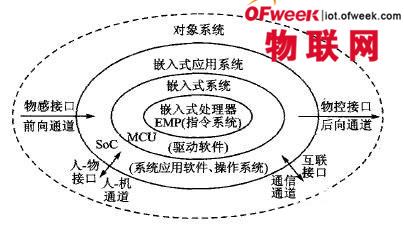 OFweek iot.ofweek.com
物联网
对象系统
嵌入式应用系统
嵌入式系统
嵌入式处理器
EMP(指令系统)
物感接口
前向通道
物控接口
后向通道
SoC
MCU
(驱动软件)
(系统应用软件、操作系统)
人-物
接口
人-机
通道
互联
接口
通信
通道